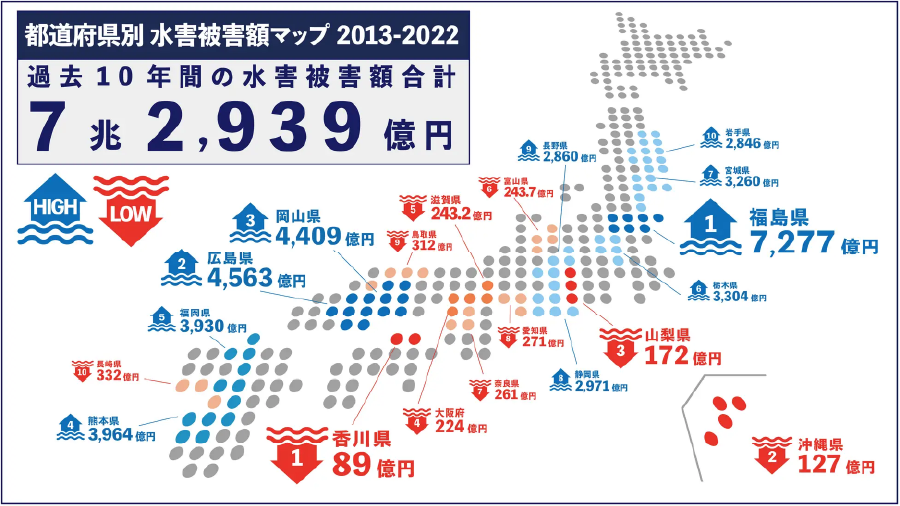 都道府県別 水害被害額マップ 2013-2022
過去10年間の水害被害額合計
7兆2,939億円
HIGH
LOW
1
福島県
7,277億円
2
広島県
4,563億円
3
岡山県
4,409億円
4
熊本県
3,964億円
5
福岡県
3,930億円
6
栃木県
3,304億円
7
宮城県
3,260億円
8
静岡県
2,971億円
9
長野県
2,860億円
10
岩手県
2,846億円
1
香川県
89億円
2
沖縄県
127億円
3
山梨県
172億円
4
大阪府
224億円
5
滋賀県
243.2億円
6
富山県
243.7億円
7
奈良県
261億円
8
愛知県
271億円
9
鳥取県
312億円
10
長崎県
332億円